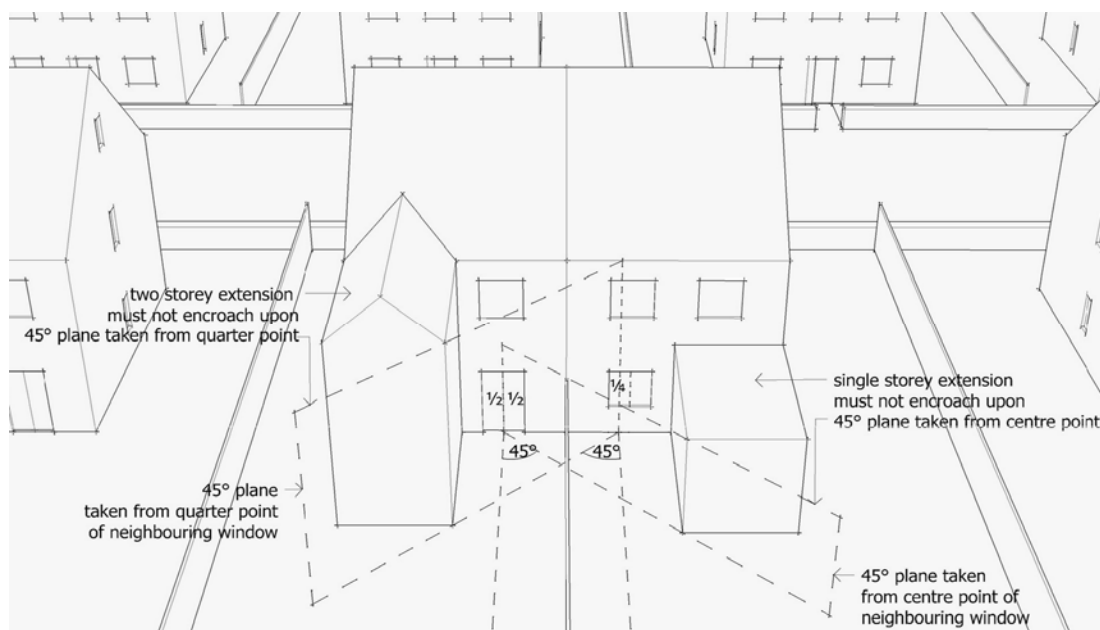 two storey extension
must not encroach upon
45° plane taken from quarter point
½ ½
¼
single storey extension
must not encroach upon
45° plane taken from centre point
45° 45°
45° plane
taken from quarter point
of neighbouring window
45° plane taken
from centre point of
neighbouring window